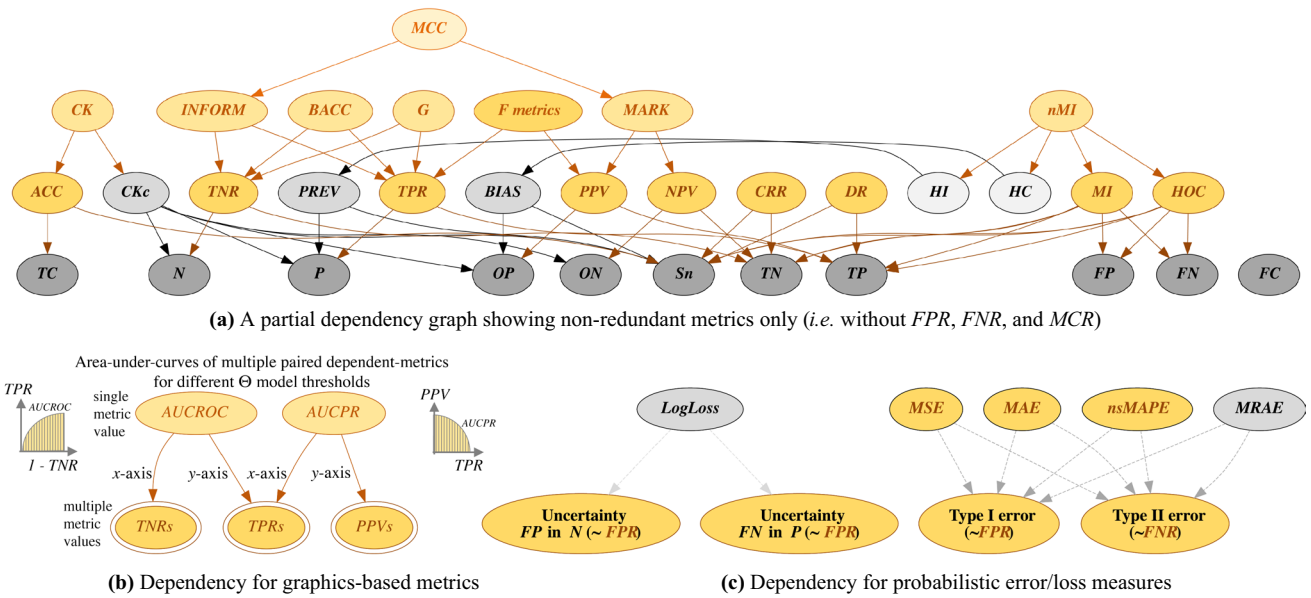 MCC
CK INFORM BACC G F metrics MARK nMI
ACC CKc TNR PREV TPR BIAS PPV NPV CRR DR HI HC MI HOC
TC N P OP ON Sn TN TP FP FN FC
(a) A partial dependency graph showing non-redundant metrics only (i.e. without FPR, FNR, and MCR)
Area-under-curves of multiple paired dependent-metrics
for different Θ model thresholds
TPR
AUCROC
1 - TNR
single
metric
value
AUCROC AUCPR
PPV
AUCPR
TPR
x-axis y-axis x-axis y-axis
multiple
metric
values
TNRs TPRs PPVs
(b) Dependency for graphics-based metrics
LogLoss MSE MAE nsMAPE MRAE
Uncertainty
FP in N (~ FPR)
Uncertainty
FN in P (~ FPR)
Type I error
(~FPR)
Type II error
(~FNR)
(c) Dependency for probabilistic error/loss measures